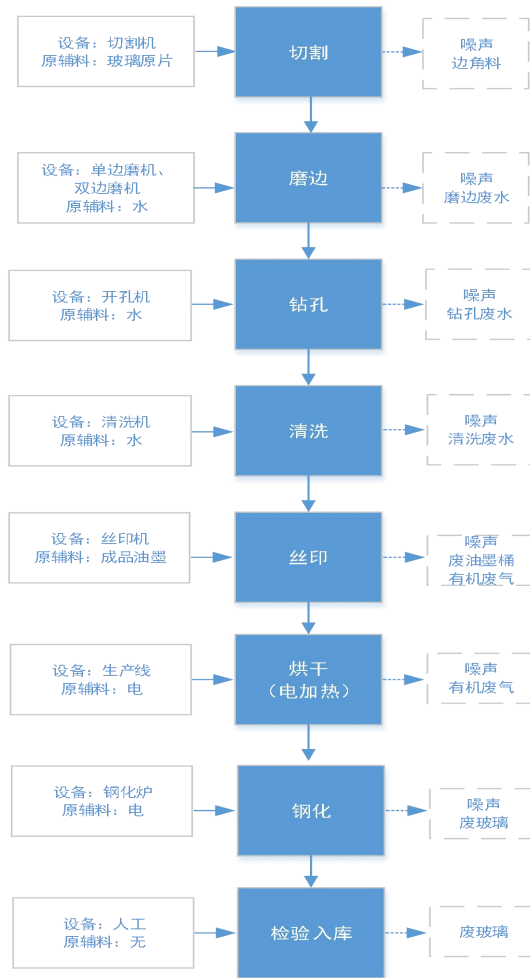 设备：切割机
原辅料：玻璃原片
切割
噪声
边角料
设备：单边磨机、
双边磨机
原辅料：水
磨边
噪声
磨边废水
设备：开孔机
原辅料：水
钻孔
噪声
钻孔废水
设备：清洗机
原辅料：水
清洗
噪声
清洗废水
设备：丝印机
原辅料：成品油墨
丝印
噪声
废油墨桶
有机废气
设备：生产线
原辅料：电
烘干
（电加热）
噪声
有机废气
设备：钢化炉
原辅料：电
钢化
噪声
废玻璃
设备：人工
原辅料：无
检验入库
废玻璃